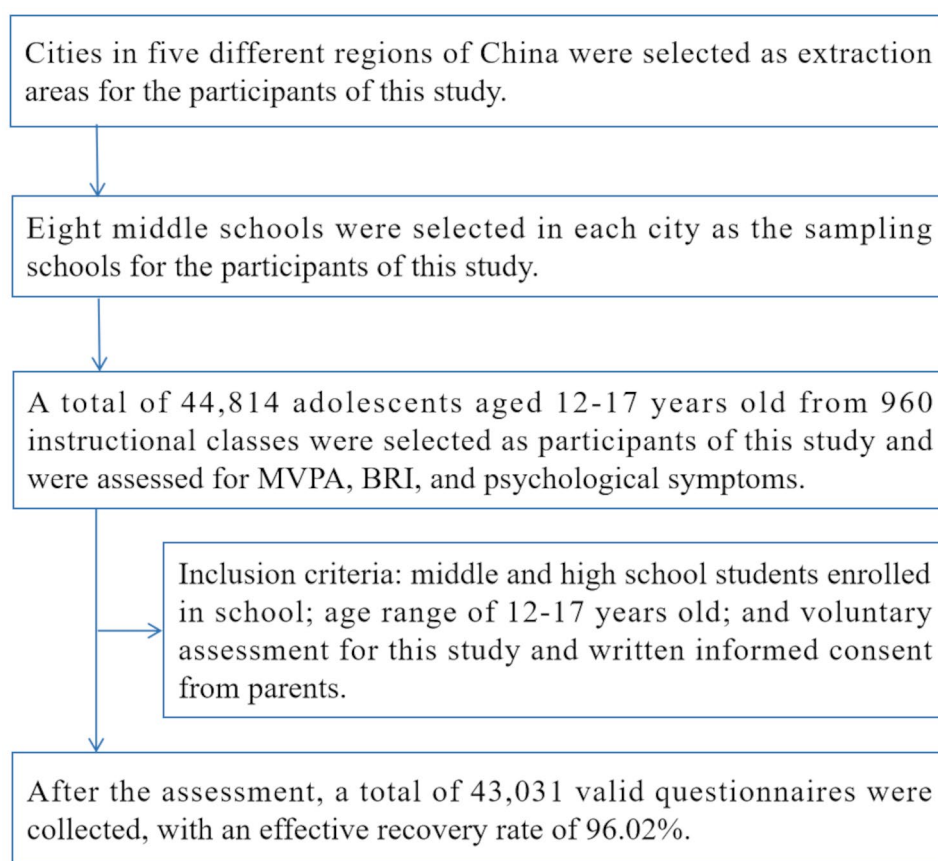 Cities in five different regions of China were selected as extraction
areas for the participants of this study.
Eight middle schools were selected in each city as the sampling
schools for the participants of this study.
A total of 44,814 adolescents aged 12-17 years old from 960
instructional classes were selected as participants of this study and
were assessed for MVPA, BRI, and psychological symptoms.
Inclusion criteria: middle and high school students enrolled
in school; age range of 12-17 years old; and voluntary
assessment for this study and written informed consent
from parents.
After the assessment, a total of 43,031 valid questionnaires were
collected, with an effective recovery rate of 96.02%.